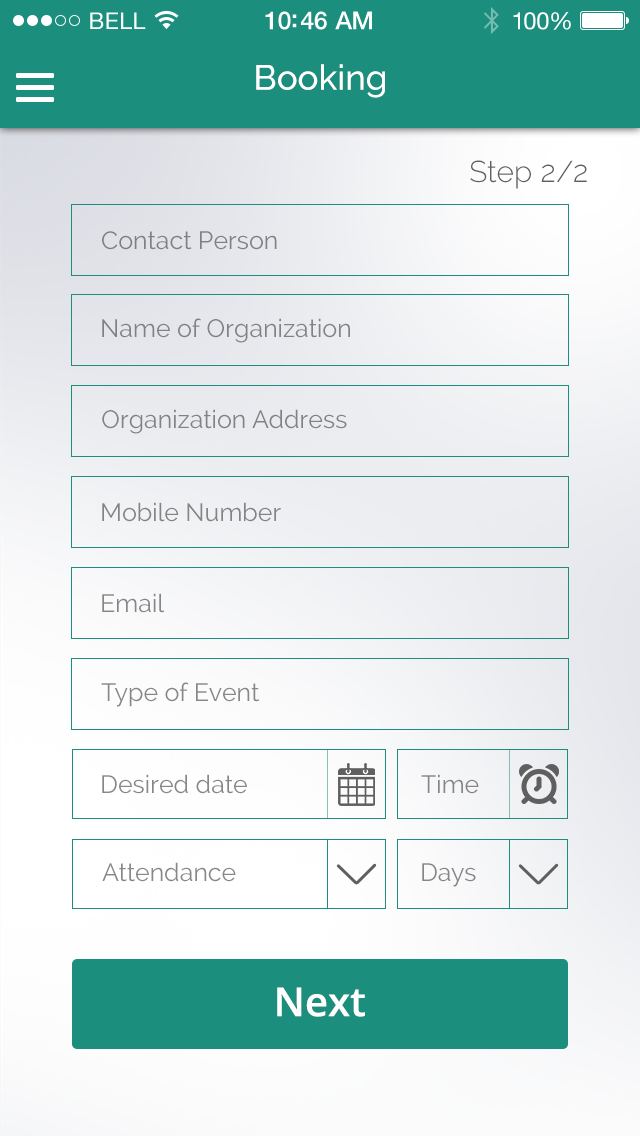 BELL 10:46 AM 100%
Booking
Step 2/2
Contact Person
Name of Organization
Organization Address
Mobile Number
Email
Type of Event
Desired date Time
Attendance Days
Next